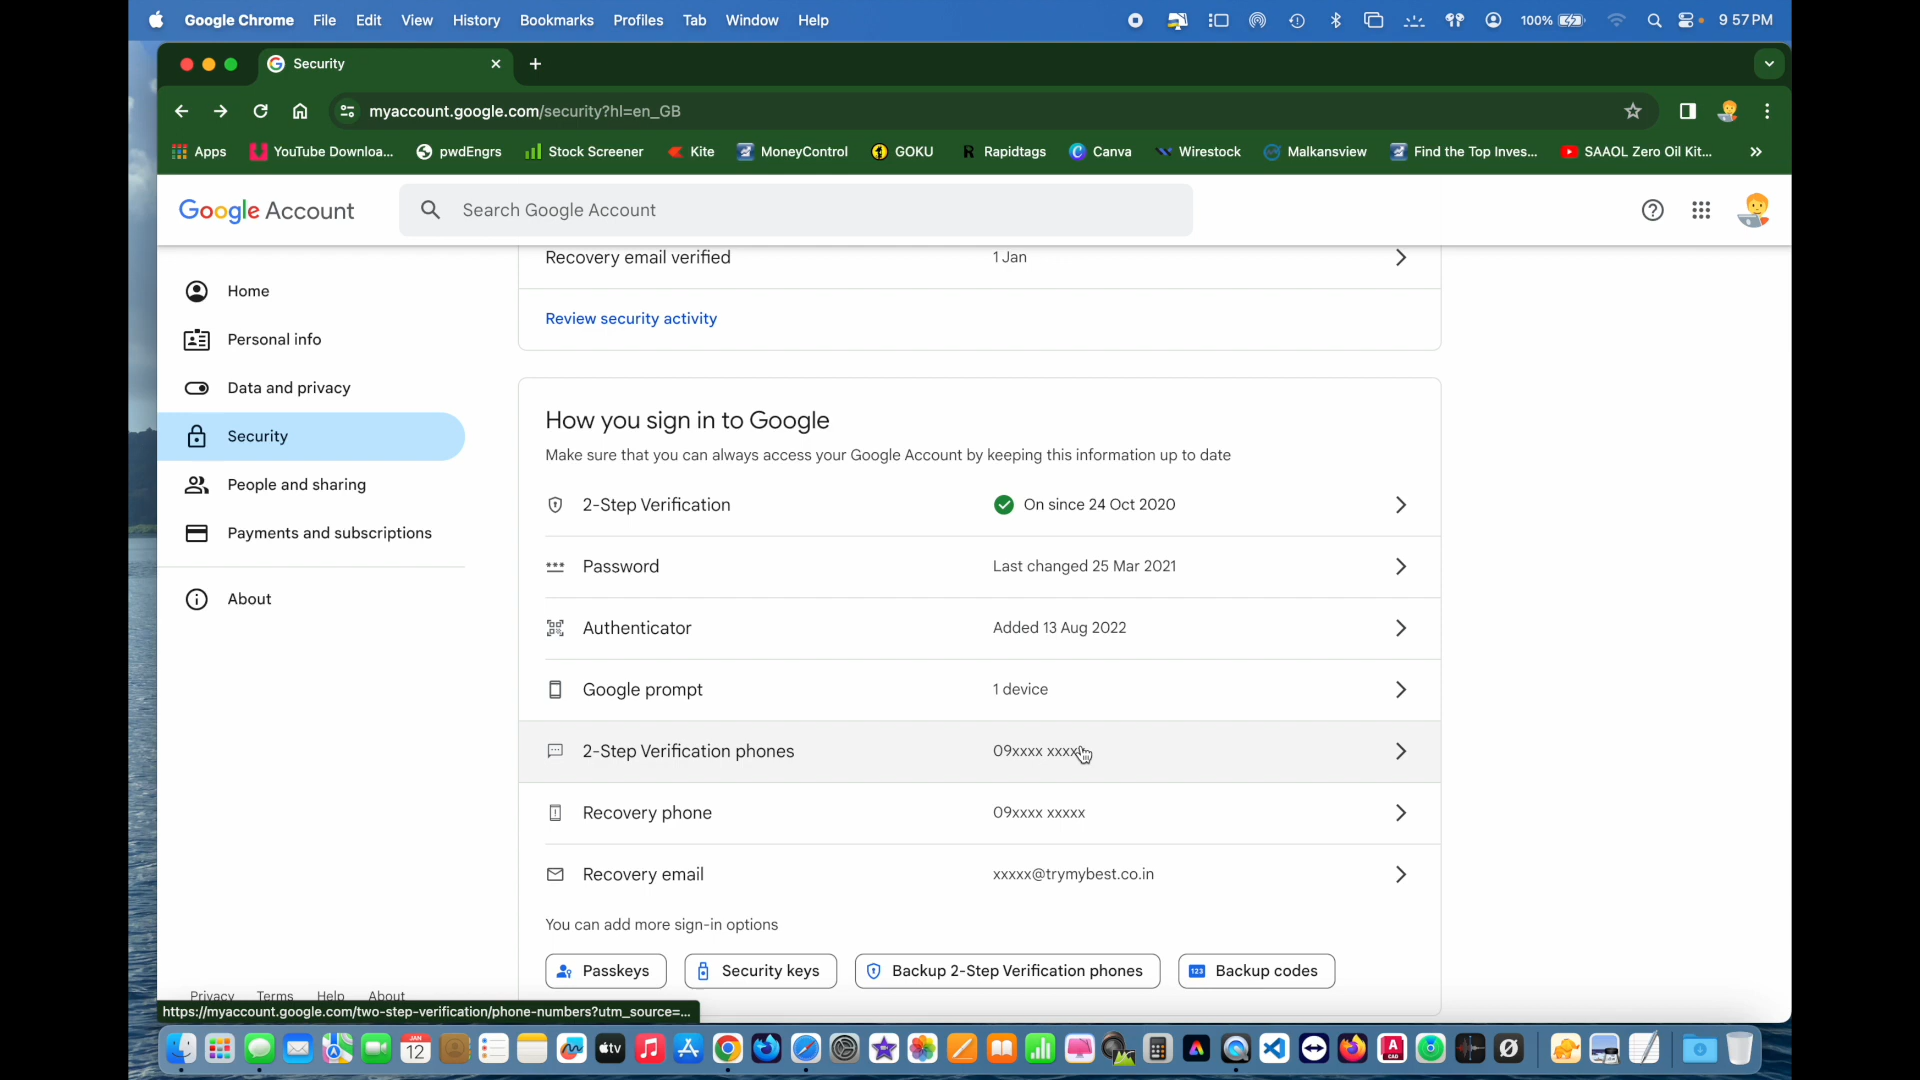 Google Chrome File Edit View History Bookmarks Profiles Tab Window Help 100% 9 57 PM
Security
myaccount.google.com/security?hl=en_GB
Apps YouTube Downloa... pwdEngrs Stock Screener Kite MoneyControl GOKU Rapidtags Canva Wirestock Malkansview Find the Top Inves... SAAOL Zero Oil Kit... »
Google Account Search Google Account
Recovery email verified 1 Jan
Review security activity
Home
Personal info
Data and privacy
Security
People and sharing
Payments and subscriptions
About
How you sign in to Google
Make sure that you can always access your Google Account by keeping this information up to date
2-Step Verification On since 24 Oct 2020
Password Last changed 25 Mar 2021
Authenticator Added 13 Aug 2022
Google prompt 1 device
2-Step Verification phones 09xxxx xxxx
Recovery phone 09xxxx xxxxx
Recovery email xxxxx@trymybest.co.in
You can add more sign-in options
Passkeys Security keys Backup 2-Step Verification phones 123 Backup codes
Privacy Terms Help About
https://myaccount.google.com/two-step-verification/phone-numbers?utm_source=...
JAN
12
tv